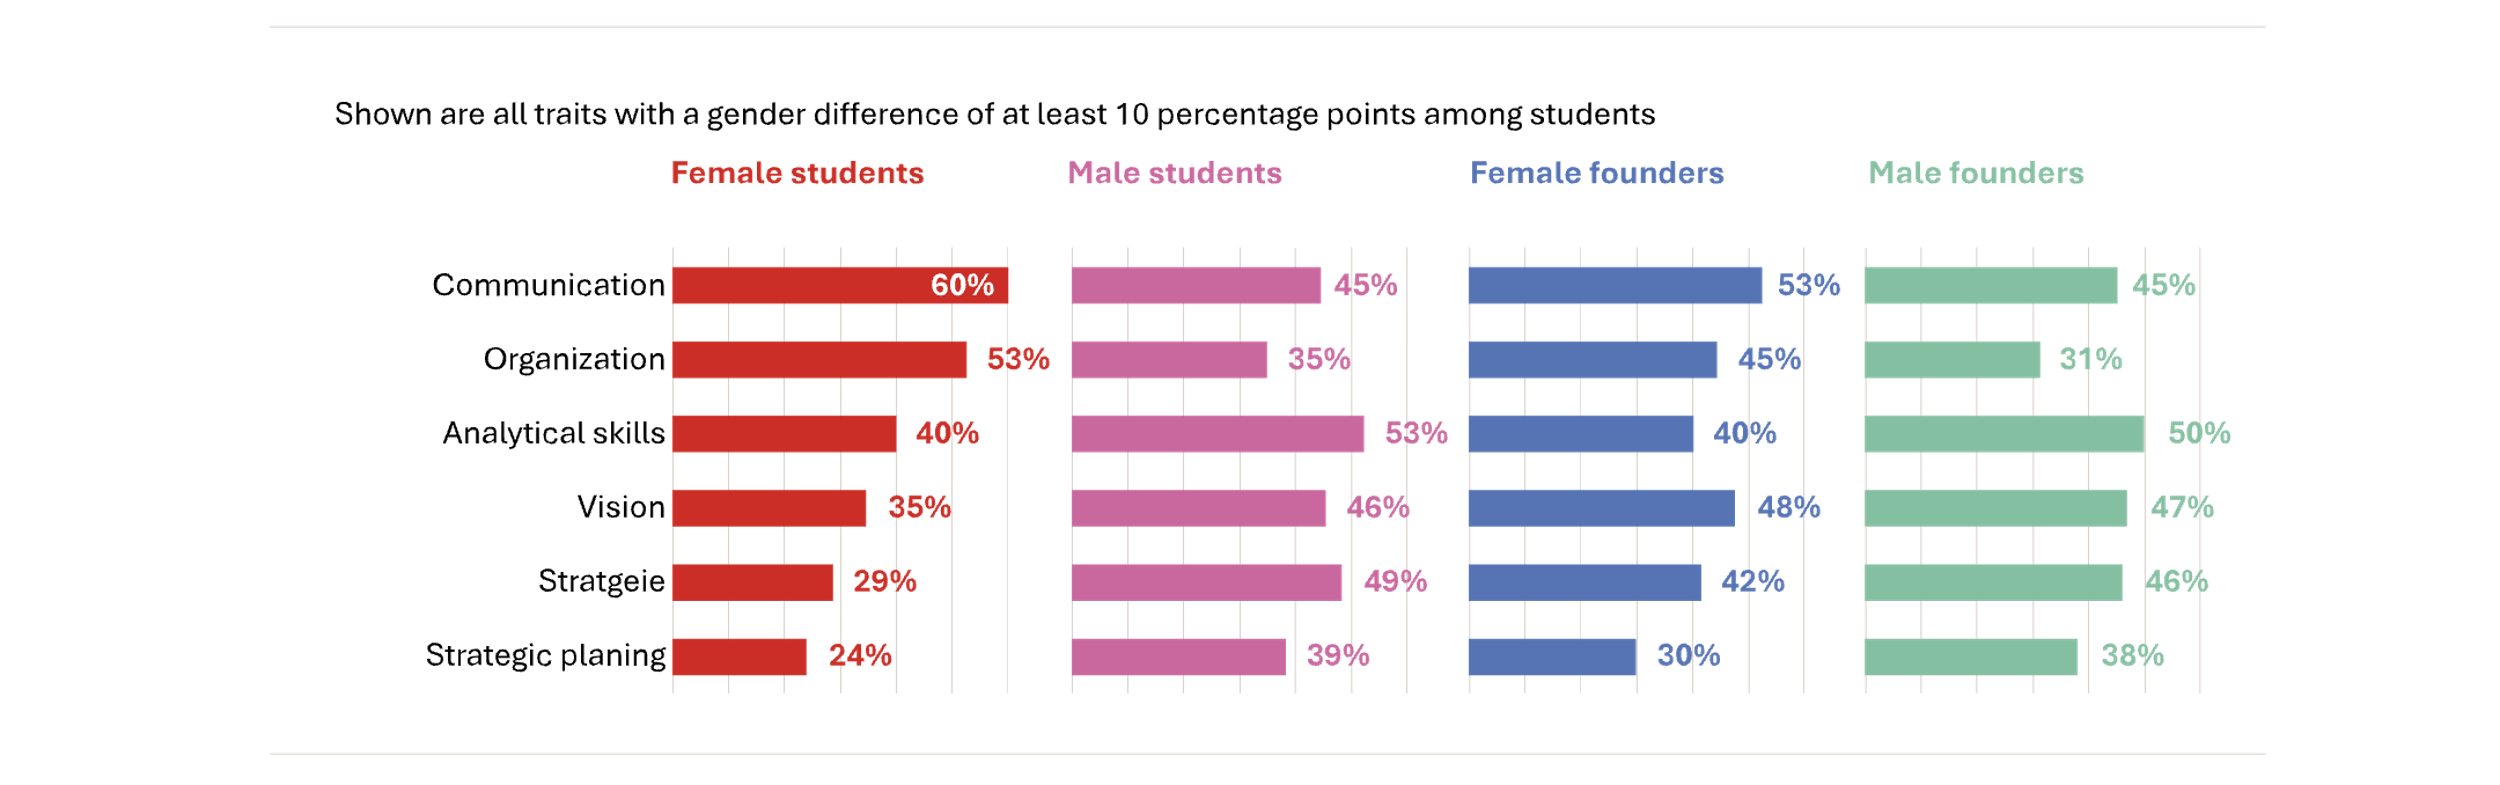 Shown are all traits with a gender difference of at least 10 percentage points among students
Female students Male students Female founders Male founders
Communication 60% 45% 53% 45%
Organization 53% 35% 45% 31%
Analytical skills 40% 53% 40% 50%
Vision 35% 46% 48% 47%
Stratgeie 29% 49% 42% 46%
Strategic planing 24% 39% 30% 38%